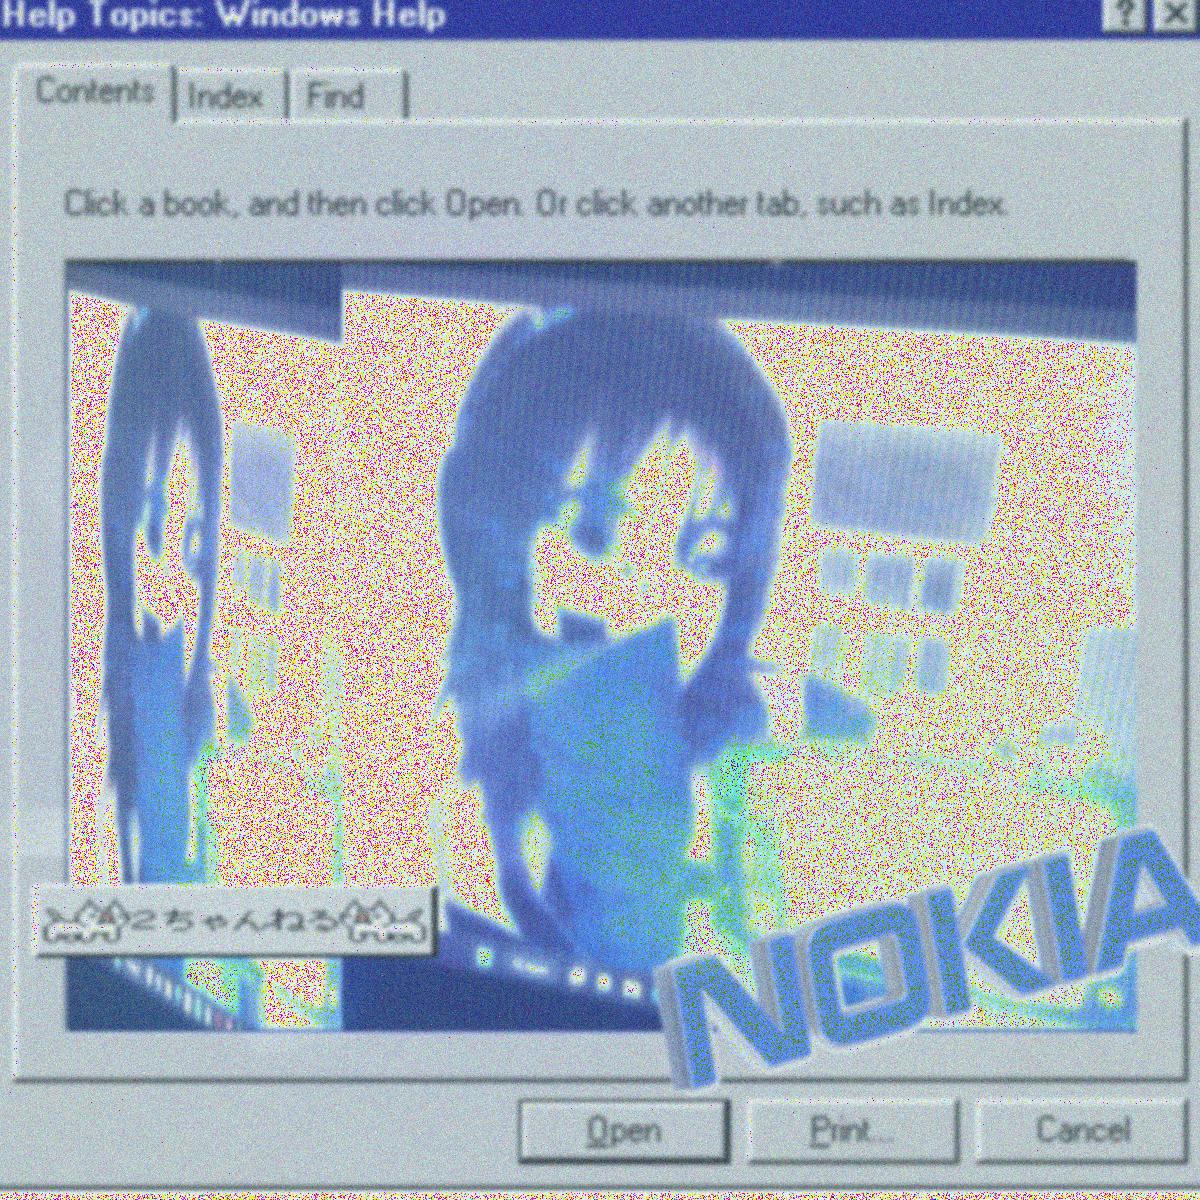 Help Topics: Windows Help
Contents
Index
Find
Click a book, and then click Open. Or click another tab, such as Index.
2ちゃんねる
NOKIA
Open
Print...
Cancel